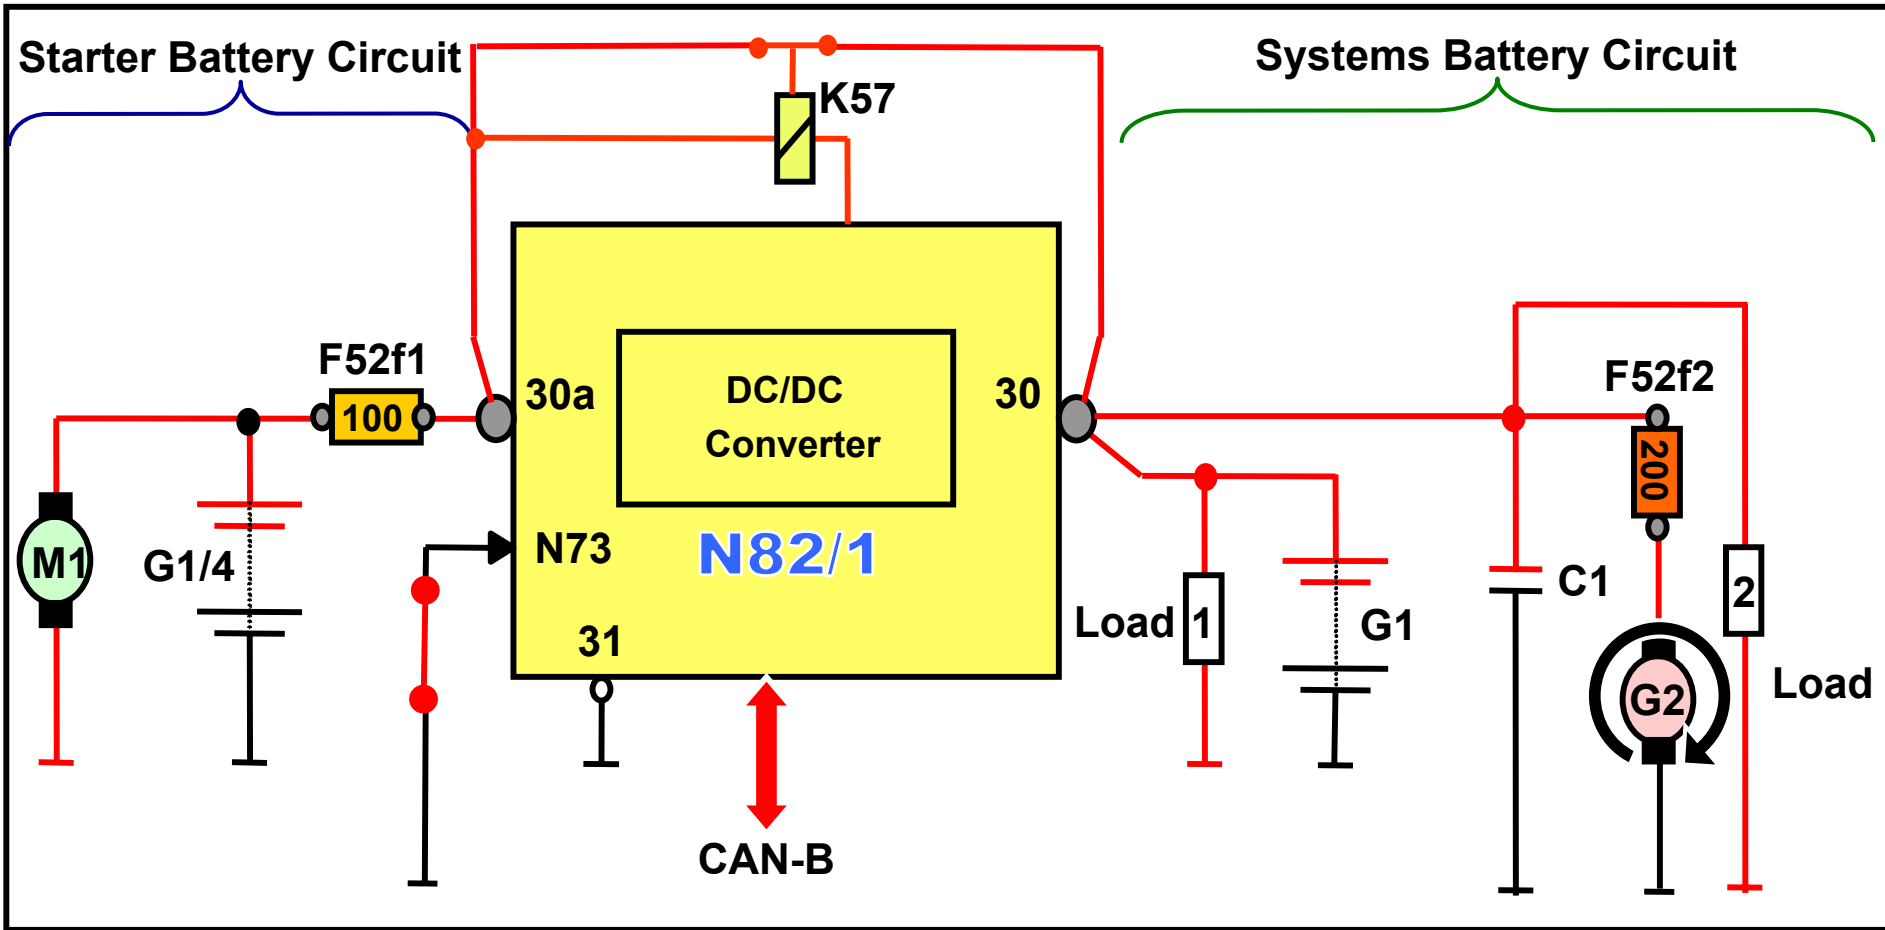 Starter Battery Circuit
Systems Battery Circuit
K57
F52f1
100
30a
DC/DC
Converter
30
F52f2
200
N73
N82/1
M1
G1/4
31
Load 1
G1
C1
2
G2
Load
CAN-B